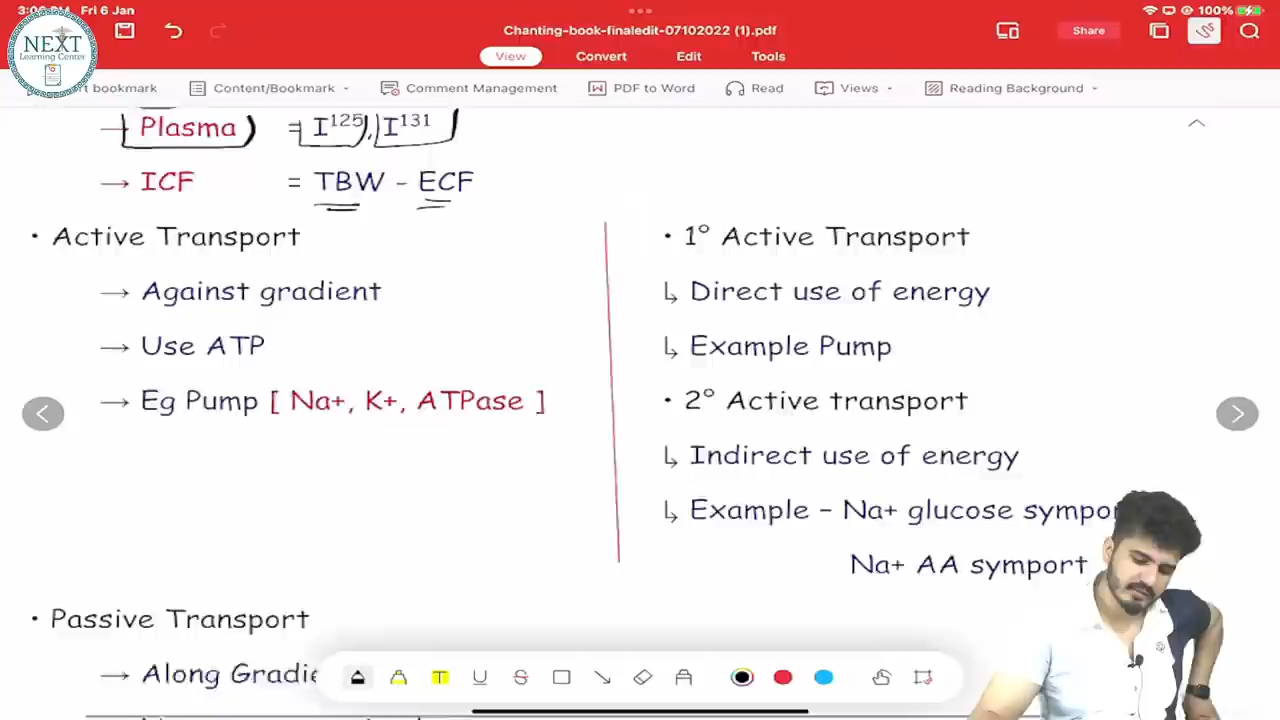 3:06 PM Fri 6 Jan
100%
NEXT
Learning Center
Chanting-book-finaledit-07102022 (1).pdf
Share
View Convert Edit Tools
bookmark Content/Bookmark Comment Management PDF to Word Read Views Reading Background
→ Plasma = I125, I131
→ ICF = TBW - ECF
• Active Transport
→ Against gradient
→ Use ATP
→ Eg Pump [ Na+, K+, ATPase ]
• 1° Active Transport
↳ Direct use of energy
↳ Example Pump
• 2° Active transport
↳ Indirect use of energy
↳ Example – Na+ glucose sympo
Na+ AA symport
• Passive Transport
→ Along Gradie